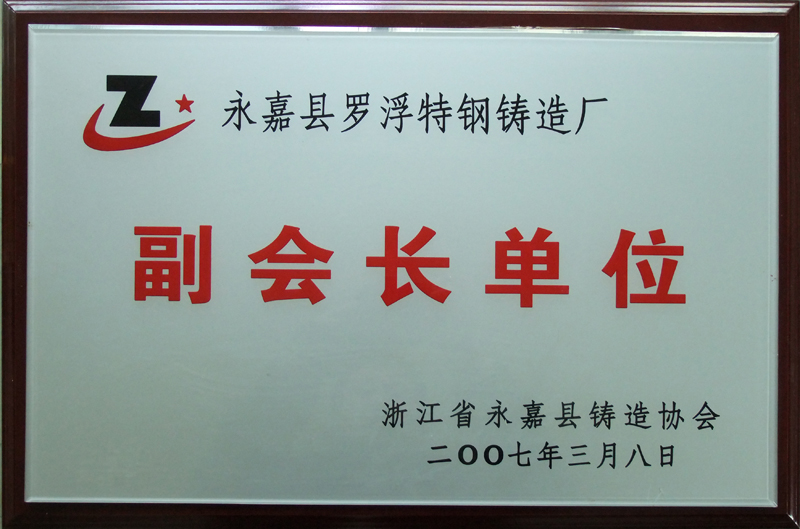 Z 永嘉县罗浮特钢铸造厂
副会长单位
浙江省永嘉县铸造协会
二OO七年三月八日